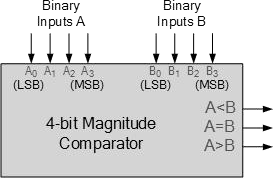 Binary Binary
Inputs A Inputs B
A₀ A₁ A₂ A₃ B₀ B₁ B₂ B₃
(LSB) (MSB) (LSB) (MSB)
A<B
4-bit Magnitude A=B
Comparator A>B